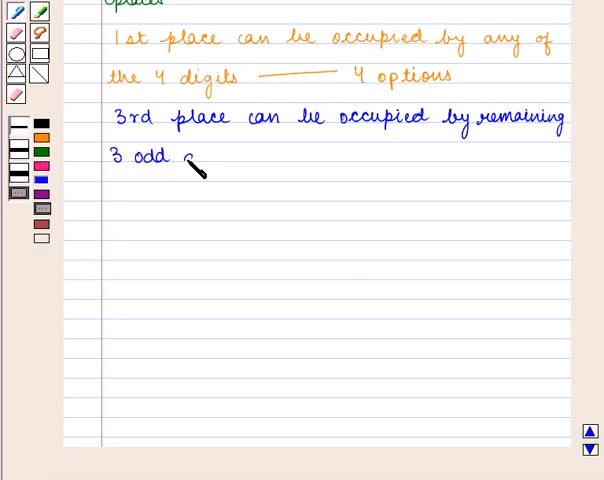 places
1st place can be occupied by any of
the 4 digits —— 4 options
3rd place can be occupied by remaining
3 odd